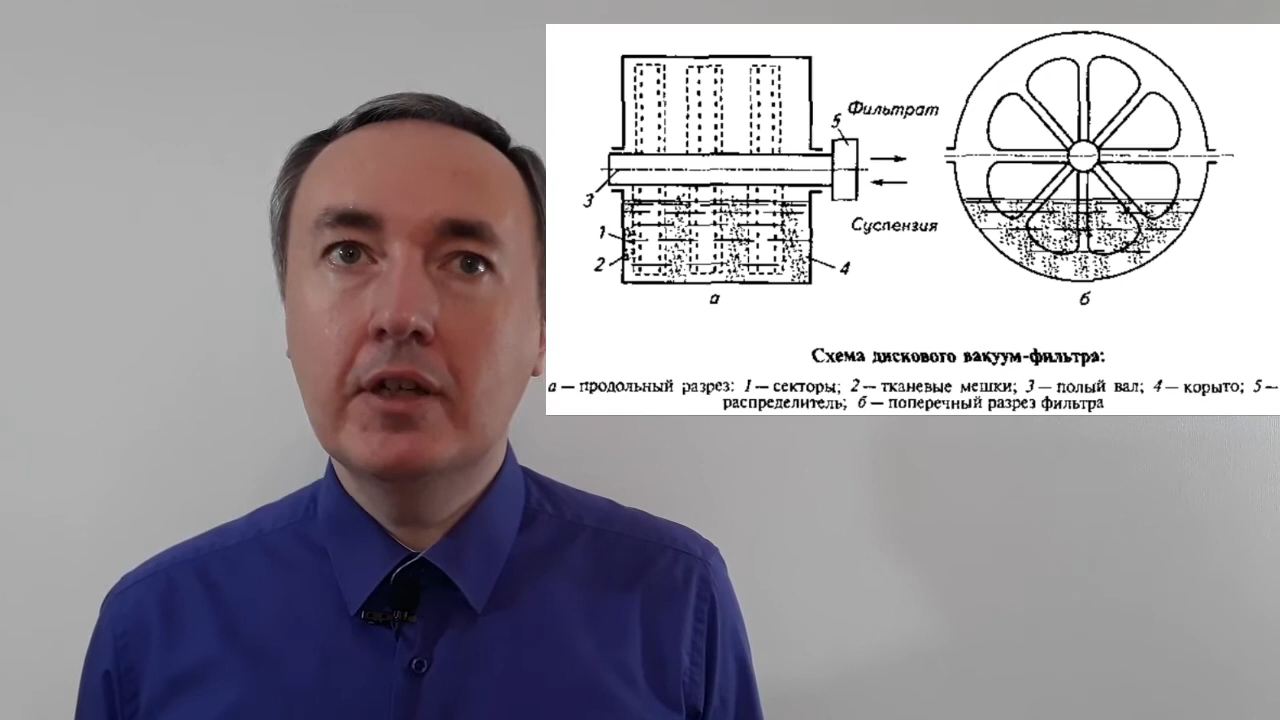 Фильтрат
5
3
Суспензия
1
2
4
а
б
Схема дискового вакуум-фильтра:
а — продольный разрез: 1 — секторы; 2 — тканевые мешки; 3 — полый вал; 4 — корыто; 5 —
распределитель; б — поперечный разрез фильтра